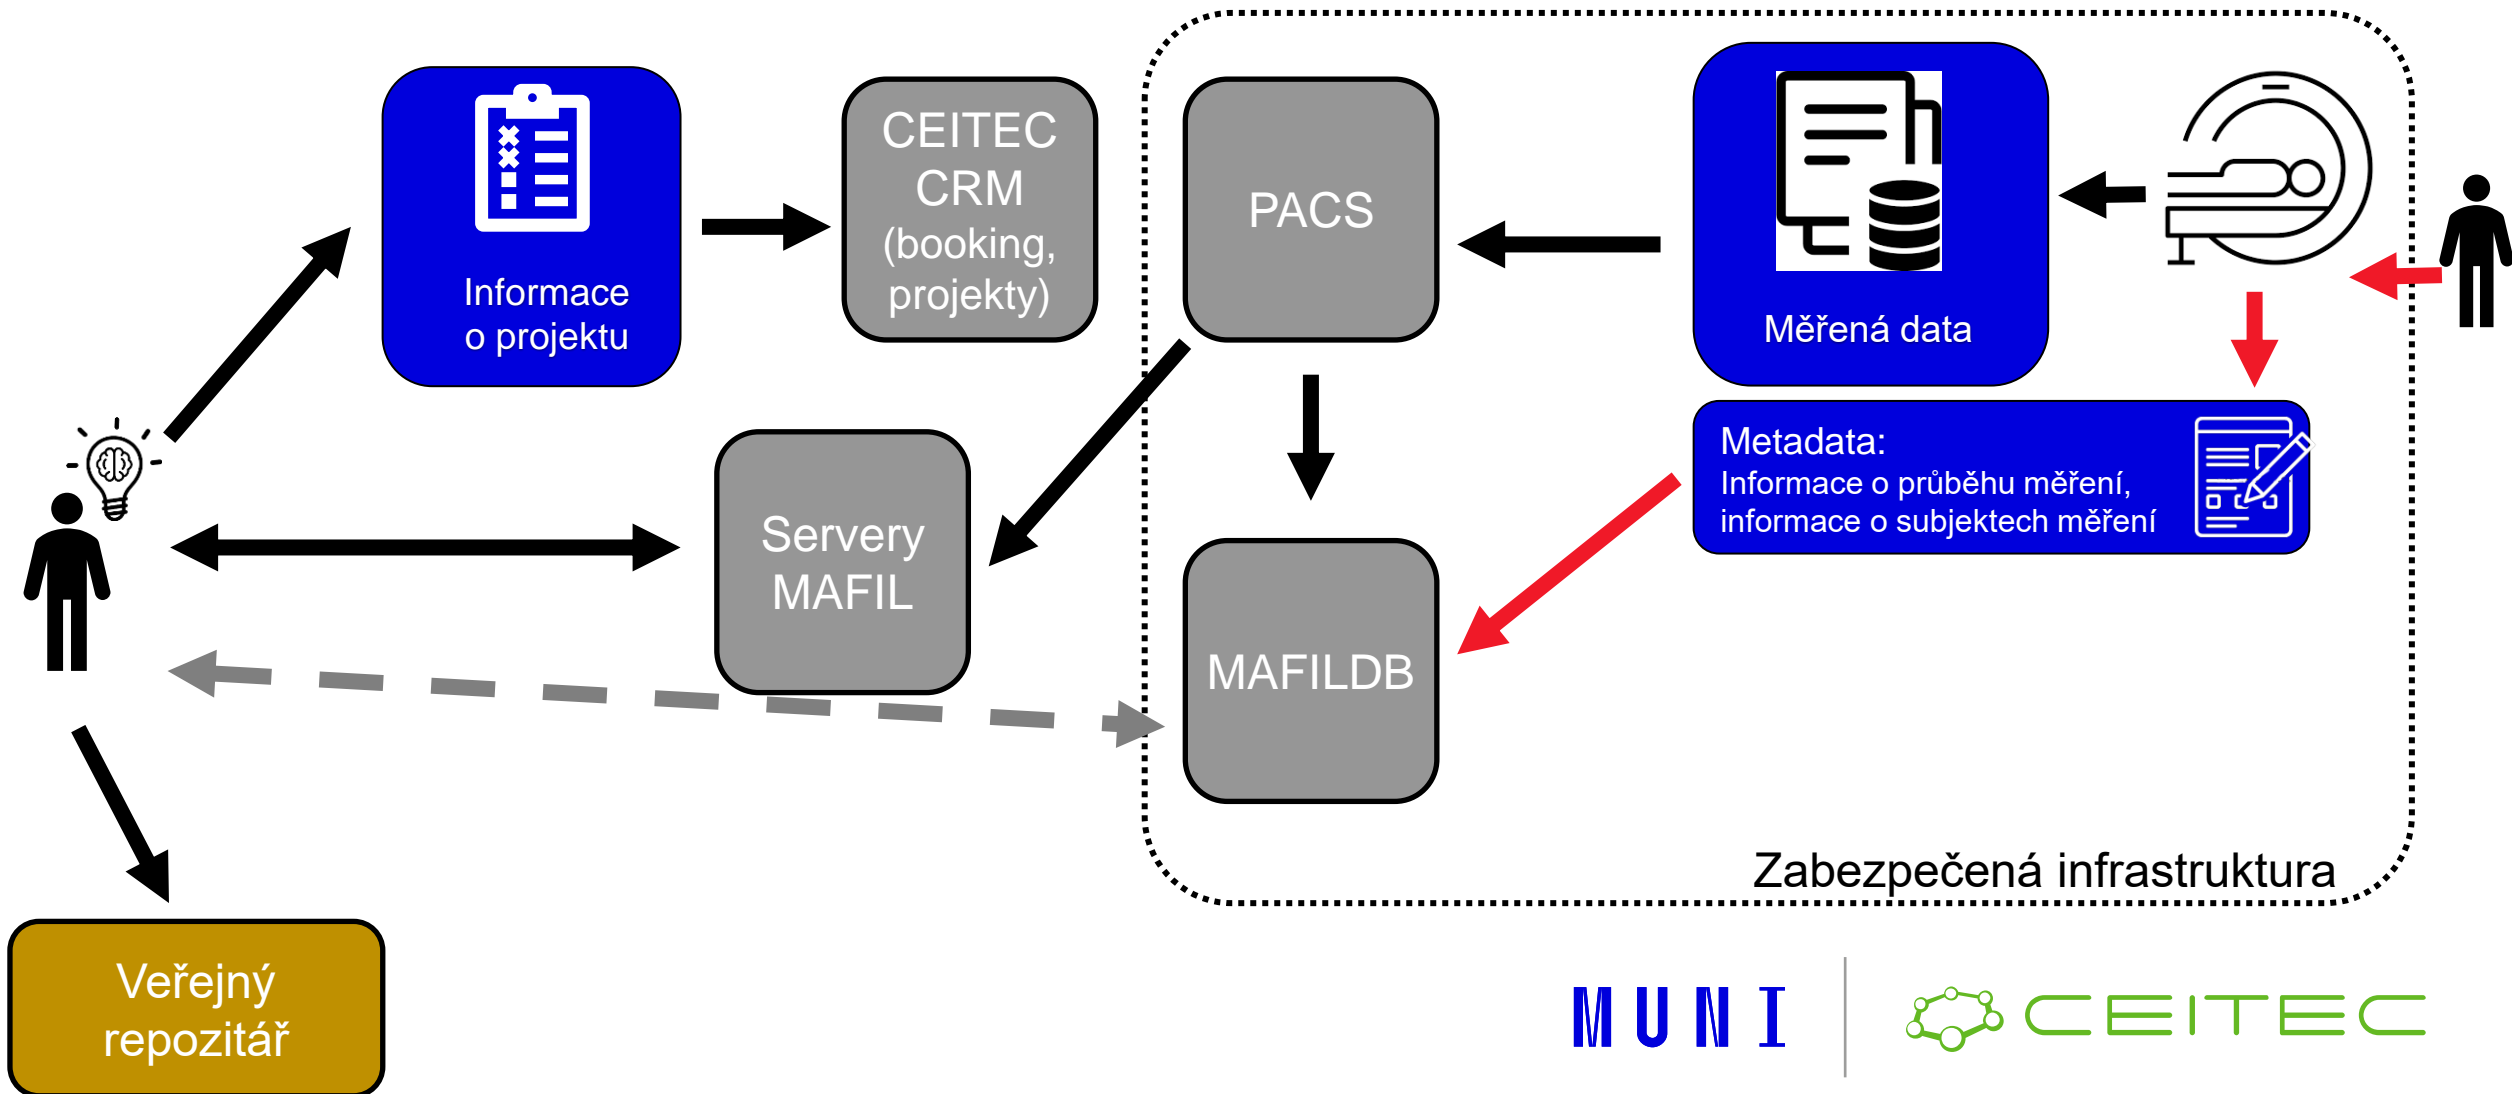 Informace
o projektu
CEITEC
CRM
(booking,
projekty)
PACS
Měřená data
Metadata:
Informace o průběhu měření,
informace o subjektech měření
Servery
MAFIL
MAFILDB
Zabezpečená infrastruktura
Veřejný
repozitář
MUNI
CEITEC